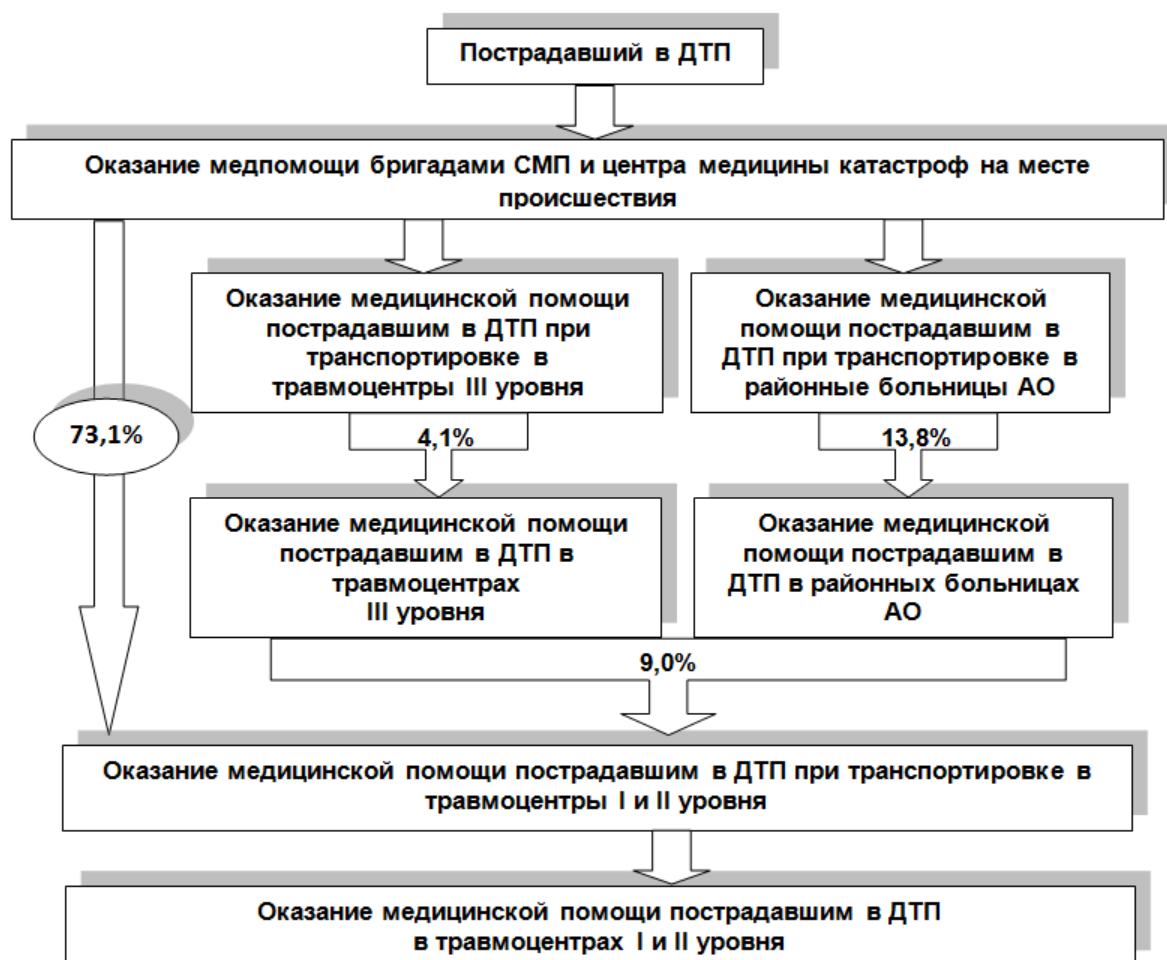 Пострадавший в ДТП
Оказание медпомощи бригадами СМП и центра медицины катастроф на месте
происшествия
Оказание медицинской помощи
пострадавшим в ДТП при
транспортировке в
травмоцентры III уровня
Оказание медицинской
помощи пострадавшим в
ДТП при транспортировке в
районные больницы АО
73,1%
4,1%
13,8%
Оказание медицинской помощи
пострадавшим в ДТП в
травмоцентрах
III уровня
Оказание медицинской
помощи пострадавшим в
ДТП в районных больницах
АО
9,0%
Оказание медицинской помощи пострадавшим в ДТП при транспортировке в
травмоцентры I и II уровня
Оказание медицинской помощи пострадавшим в ДТП
в травмоцентрах I и II уровня